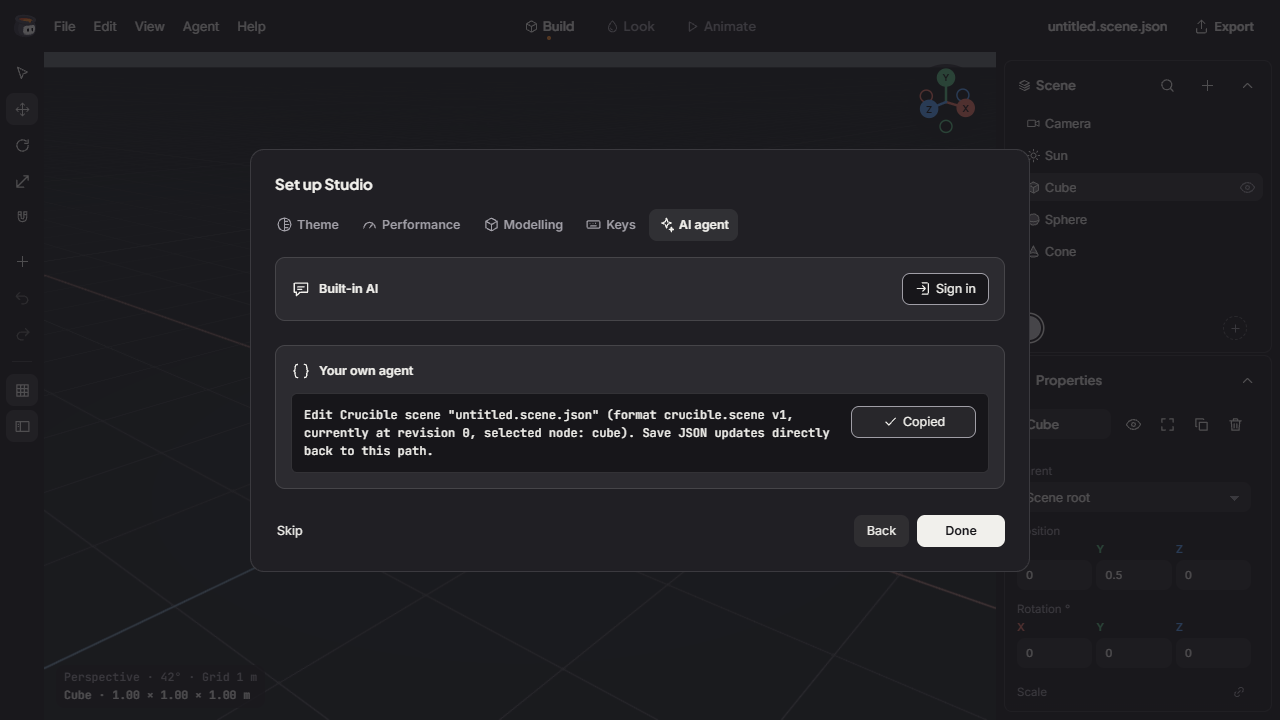 File Edit View Agent Help
Build Look Animate
untitled.scene.json Export
Y
Z X
Scene
Camera
Sun
Cube
Sphere
Cone
Set up Studio
Theme Performance Modelling Keys AI agent
Built-in AI
Sign in
{ } Your own agent
Edit Crucible scene "untitled.scene.json" (format crucible.scene v1,
currently at revision 0, selected node: cube). Save JSON updates directly
back to this path.
Copied
Skip
Back Done
Properties
Cube
Scene root
Y Z
0 0.5 0
Rotation *
X Y Z
0 0 0
Scale
Perspective · 42° · Grid 1 m
Cube · 1.00 × 1.00 × 1.00 m